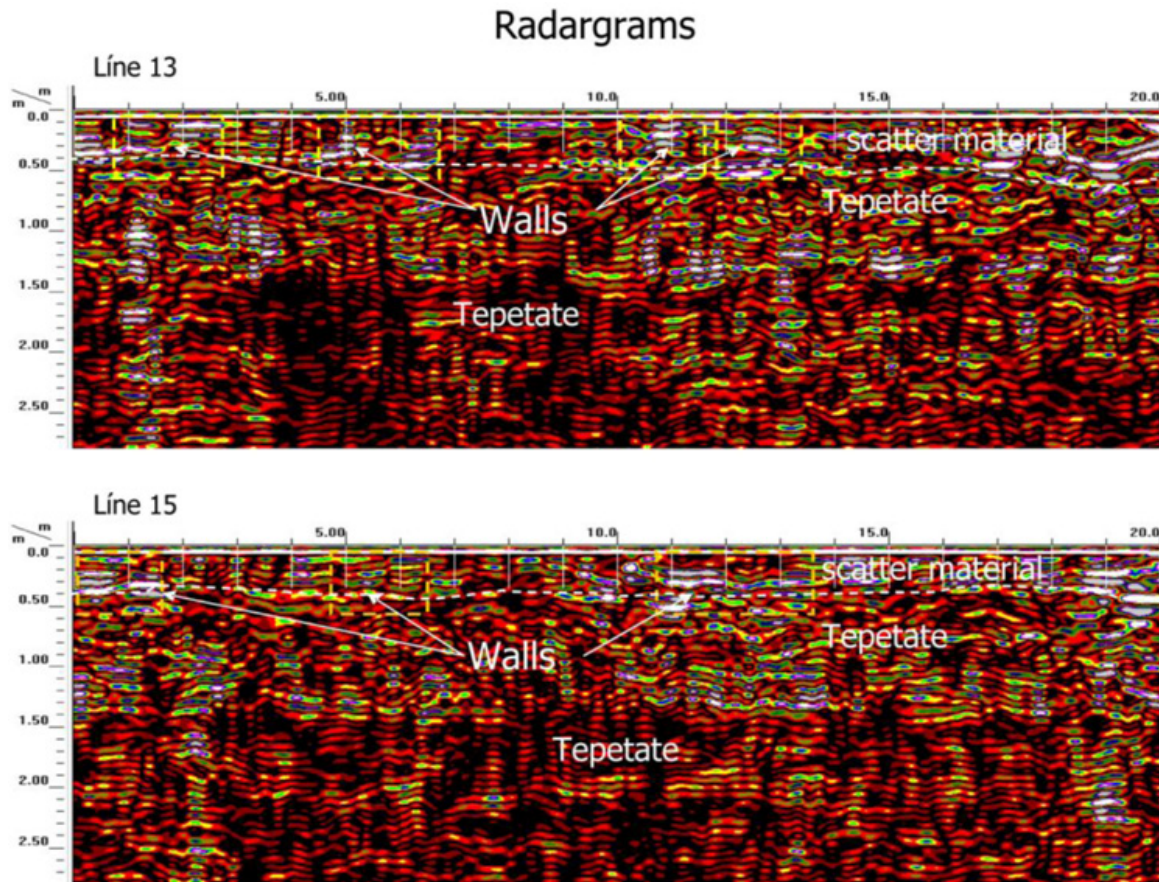 Radargrams
Líne 13
m
m
5.00 10.0 15.0 20.0
0.0
scatter material
0.50
Tepetate
Walls
1.00
1.50
Tepetate
2.00
2.50
Líne 15
m
m
5.00 10.0 15.0 20.0
0.0
scatter material
0.50
Tepetate
Walls
1.00
1.50
Tepetate
2.00
2.50